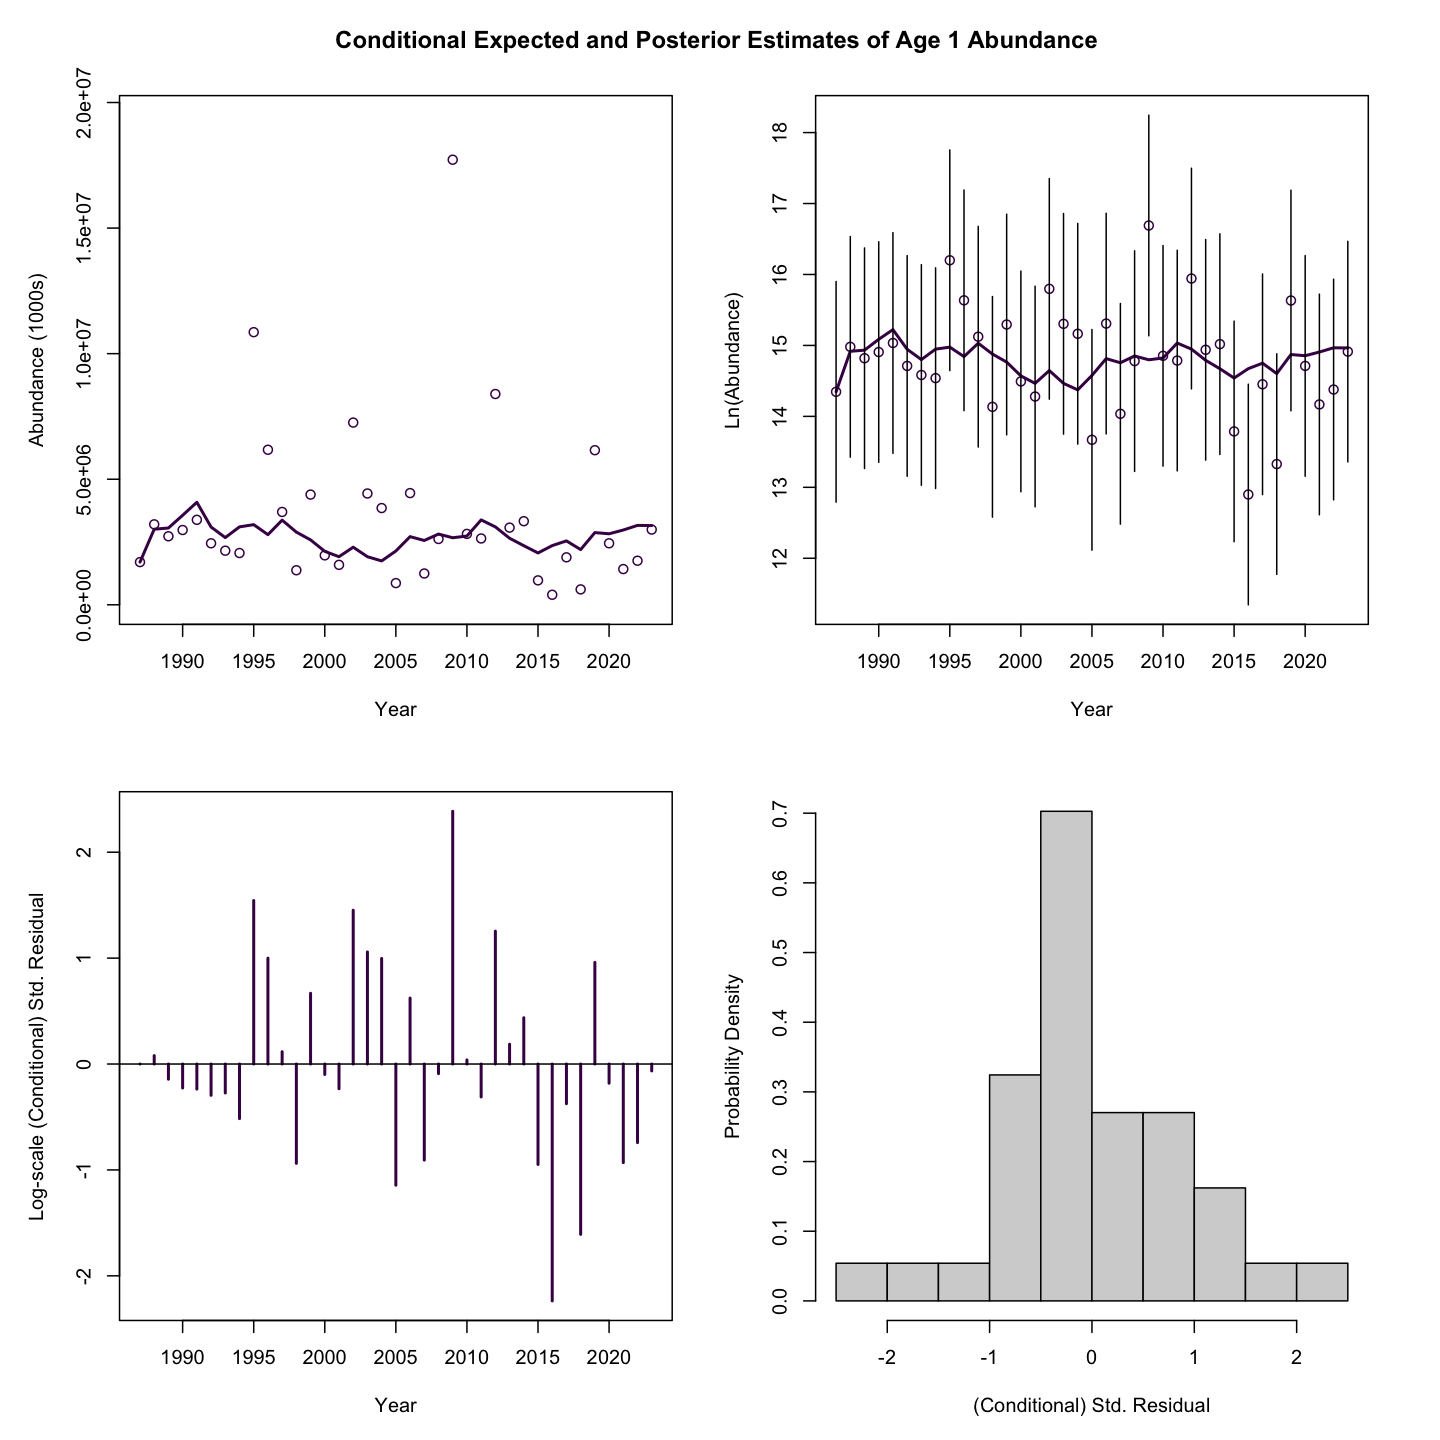 Conditional Expected and Posterior Estimates of Age 1 Abundance
Abundance (1000s)
2.0e+07
1.5e+07
1.0e+07
5.0e+06
0.0e+00
1990 1995 2000 2005 2010 2015 2020
Year
Ln(Abundance)
18
17
16
15
14
13
12
1990 1995 2000 2005 2010 2015 2020
Year
Log-scale (Conditional) Std. Residual
2
1
0
-1
-2
1990 1995 2000 2005 2010 2015 2020
Year
Probability Density
0.7
0.6
0.5
0.4
0.3
0.2
0.1
0.0
-2 -1 0 1 2
(Conditional) Std. Residual